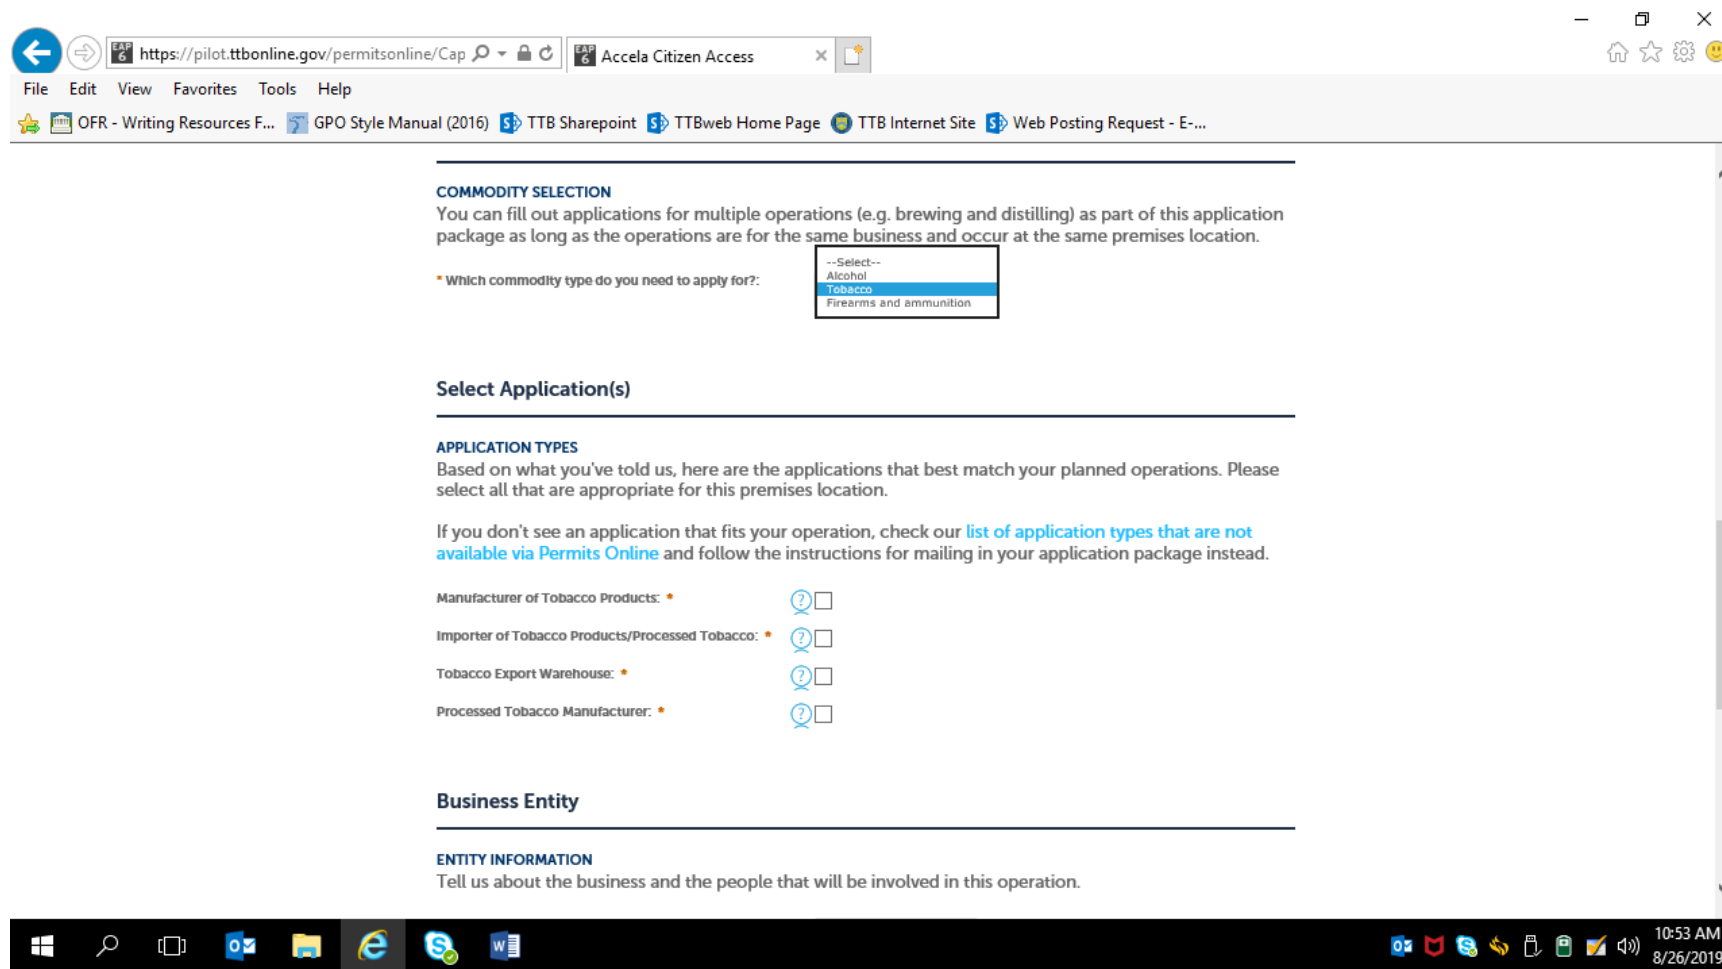 EAP 6 https://pilot.ttbonline.gov/permitsonline/Cap
EAP 6 Accela Citizen Access
File Edit View Favorites Tools Help
OFR - Writing Resources F... GPO Style Manual (2016) TTB Sharepoint TTBweb Home Page TTB Internet Site Web Posting Request - E-...
COMMODITY SELECTION
You can fill out applications for multiple operations (e.g. brewing and distilling) as part of this application
package as long as the operations are for the same business and occur at the same premises location.
* Which commodity type do you need to apply for?:
--Select--
Alcohol
Tobacco
Firearms and ammunition
Select Application(s)
APPLICATION TYPES
Based on what you've told us, here are the applications that best match your planned operations. Please
select all that are appropriate for this premises location.
If you don't see an application that fits your operation, check our list of application types that are not
available via Permits Online and follow the instructions for mailing in your application package instead.
Manufacturer of Tobacco Products: * ?
Importer of Tobacco Products/Processed Tobacco: * ?
Tobacco Export Warehouse: * ?
Processed Tobacco Manufacturer: * ?
Business Entity
ENTITY INFORMATION
Tell us about the business and the people that will be involved in this operation.
10:53 AM
8/26/2019